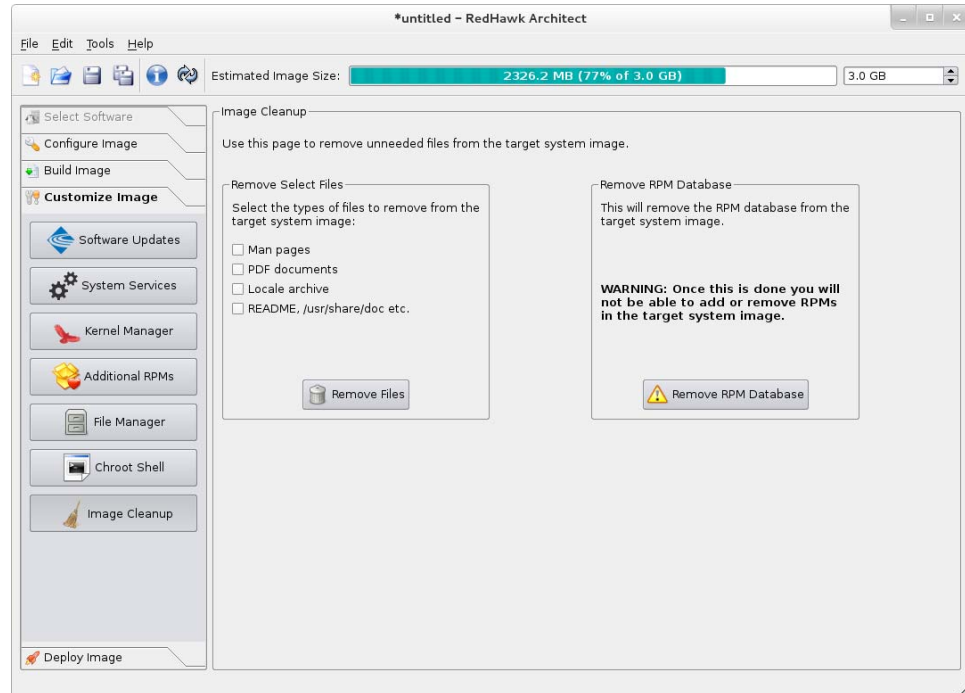 *untitled – RedHawk Architect
File Edit Tools Help
Estimated Image Size: 2326.2 MB (77% of 3.0 GB) 3.0 GB
Select Software
Configure Image
Build Image
Customize Image
Software Updates
System Services
Kernel Manager
Additional RPMs
File Manager
Chroot Shell
Image Cleanup
Deploy Image
Image Cleanup
Use this page to remove unneeded files from the target system image.
Remove Select Files
Select the types of files to remove from the
target system image:
Man pages
PDF documents
Locale archive
README, /usr/share/doc etc.
Remove Files
Remove RPM Database
This will remove the RPM database from the
target system image.
WARNING: Once this is done you will
not be able to add or remove RPMs
in the target system image.
Remove RPM Database